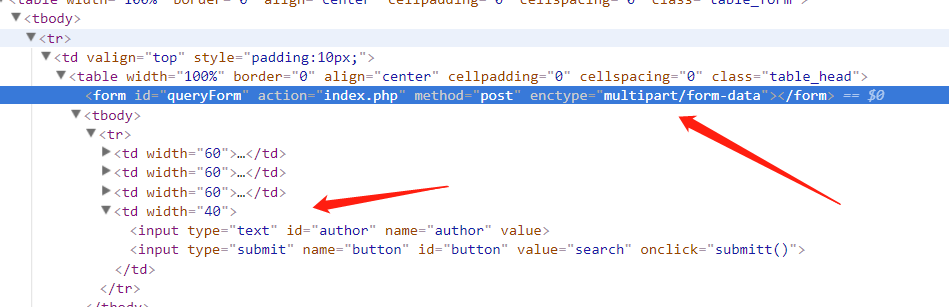 <table width="100%" border="0" align="center" cellpadding="0" cellspacing="0" class="table_form">
▼<tbody>
▼<tr>
▼<td valign="top" style="padding:10px;">
▼<table width="100%" border="0" align="center" cellpadding="0" cellspacing="0" class="table_head">
<form id="queryForm" action="index.php" method="post" enctype="multipart/form-data"></form> == $0
▼<tbody>
▼<tr>
▶<td width="60">…</td>
▶<td width="60">…</td>
▶<td width="60">…</td>
▼<td width="40">
<input type="text" id="author" name="author" value>
<input type="submit" name="button" id="button" value="search" onclick="submitt()">
</td>
</tr>
</tbody>